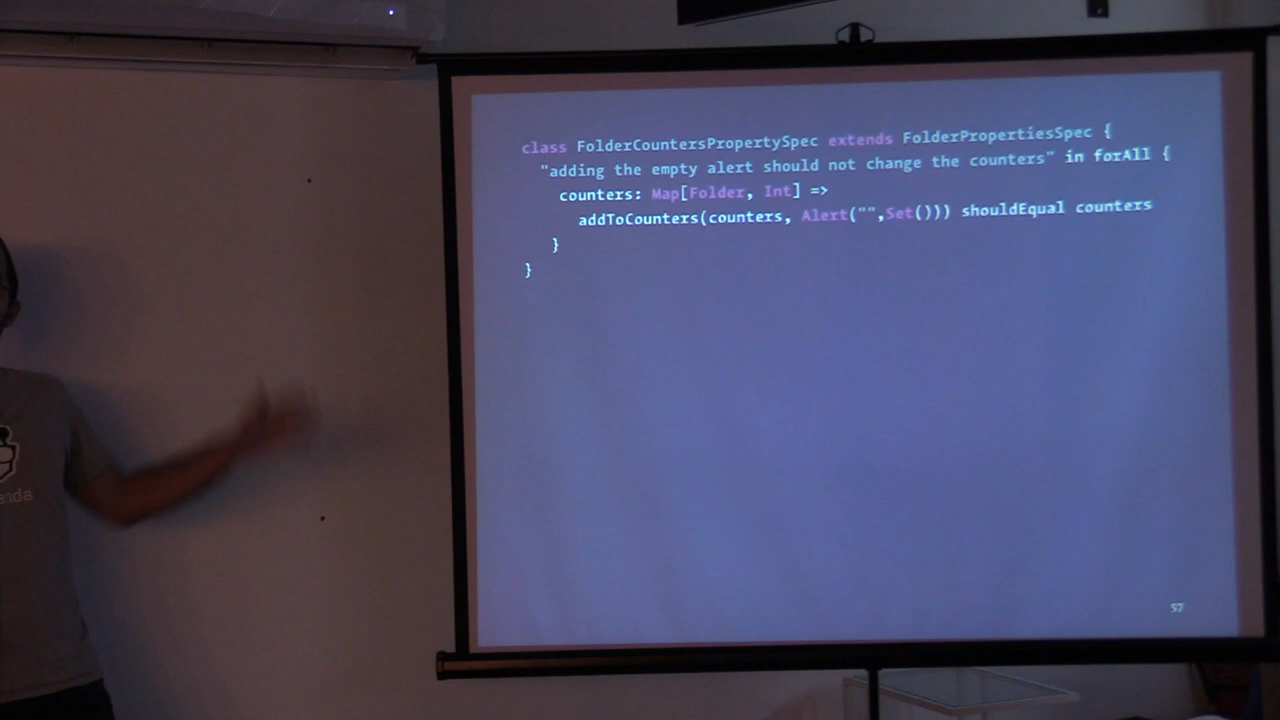 class FolderCountersPropertySpec extends FolderPropertiesSpec {
"adding the empty alert should not change the counters" in forAll {
counters: Map[Folder, Int] =>
addToCounters(counters, Alert("",Set())) shouldEqual counters
}
}
57